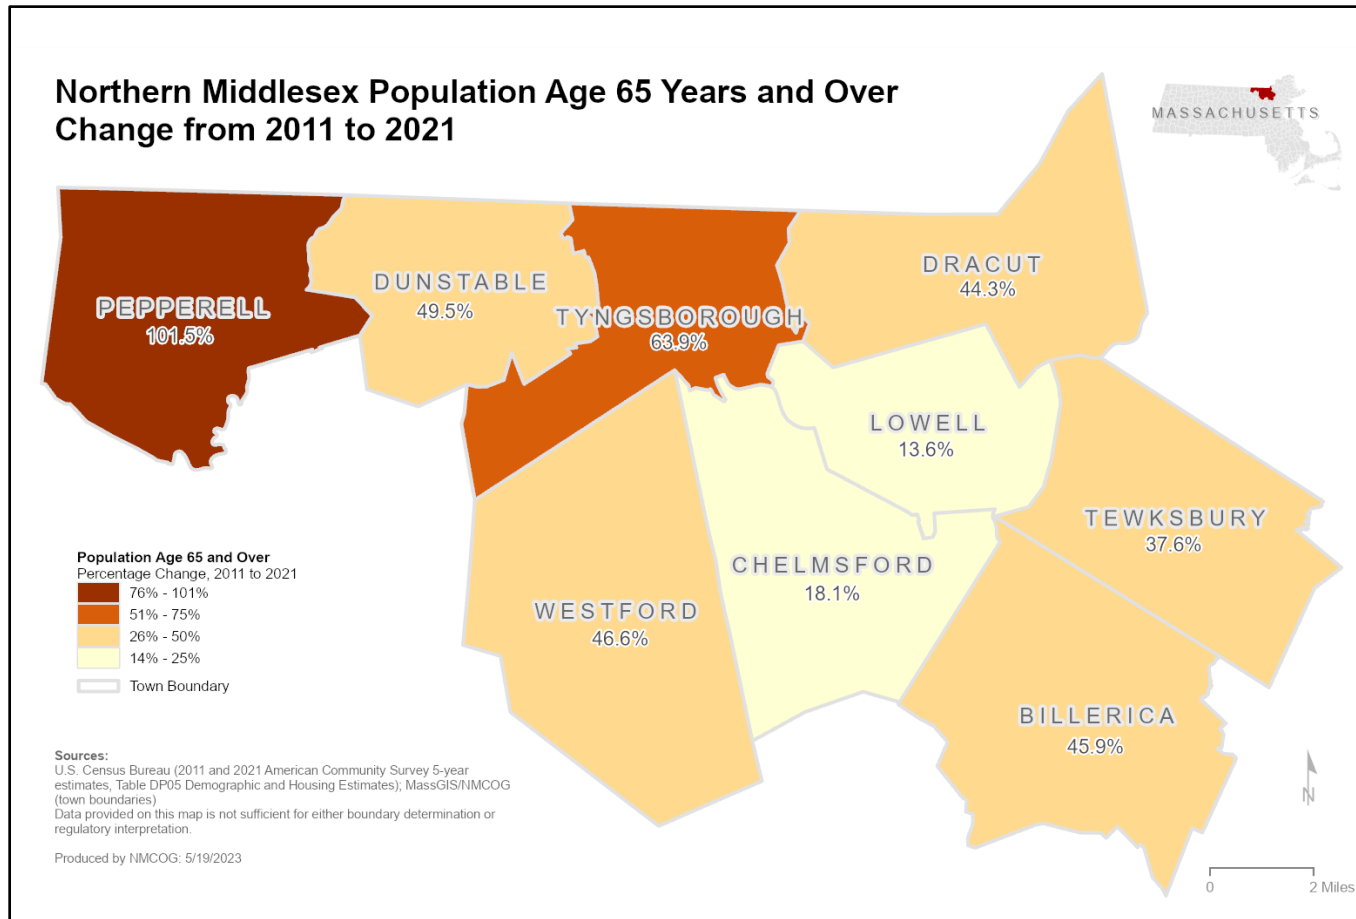 Northern Middlesex Population Age 65 Years and Over
Change from 2011 to 2021
MASSACHUSETTS
PEPPERELL
101.5%
DUNSTABLE
49.5%
TYNGSBOROUGH
63.9%
DRACUT
44.3%
LOWELL
13.6%
TEWKSBURY
37.6%
CHELMSFORD
18.1%
WESTFORD
46.6%
BILLERICA
45.9%
Population Age 65 and Over
Percentage Change, 2011 to 2021
76% - 101%
51% - 75%
26% - 50%
14% - 25%
Town Boundary
Sources:
U.S. Census Bureau (2011 and 2021 American Community Survey 5-year
estimates, Table DP05 Demographic and Housing Estimates); MassGIS/NMCOG
(town boundaries)
Data provided on this map is not sufficient for either boundary determination or
regulatory interpretation.
Produced by NMCOG: 5/19/2023
N
0 2 Miles